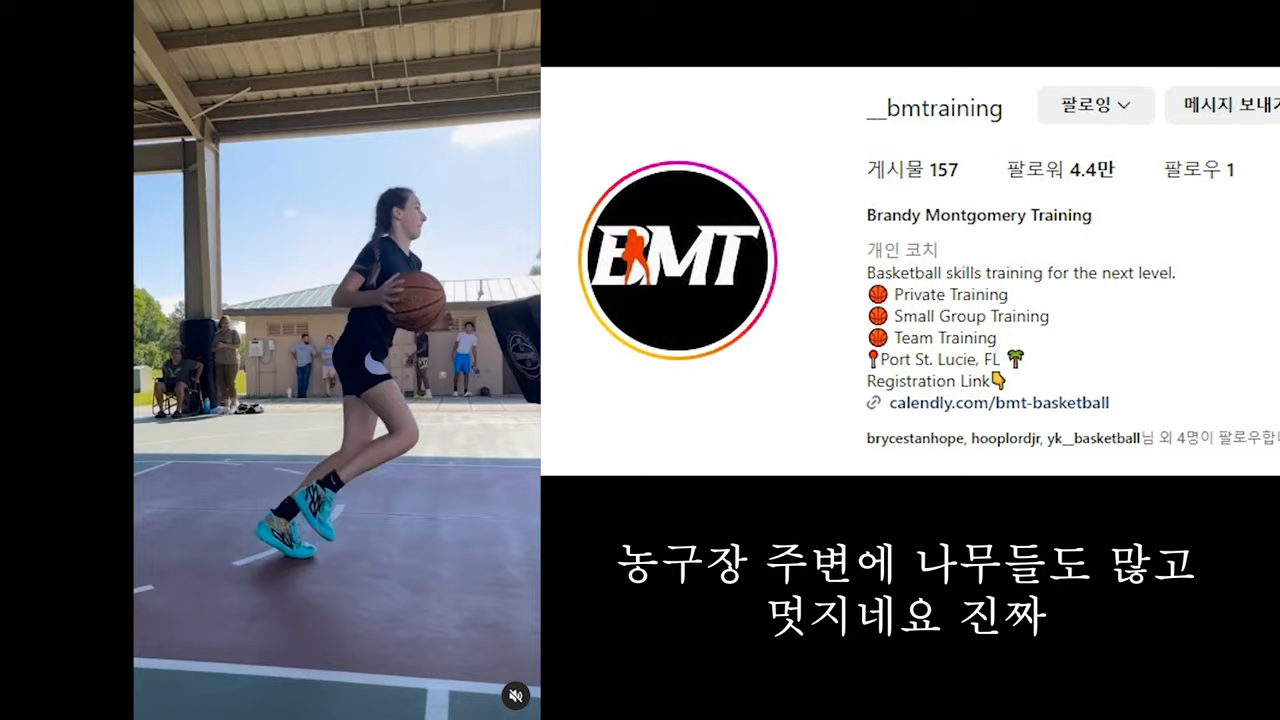 __bmtraining
팔로잉
메시지 보내기
게시물 157
팔로워 4.4만
팔로우 1
BMT
Brandy Montgomery Training
개인 코치
Basketball skills training for the next level.
🏀 Private Training
🏀 Small Group Training
🏀 Team Training
📍Port St. Lucie, FL 🌴
Registration Link👇
calendly.com/bmt-basketball
brycestanhope, hooplordjr, yk__basketball님 외 4명이 팔로우합니
농구장 주변에 나무들도 많고
멋지네요 진짜